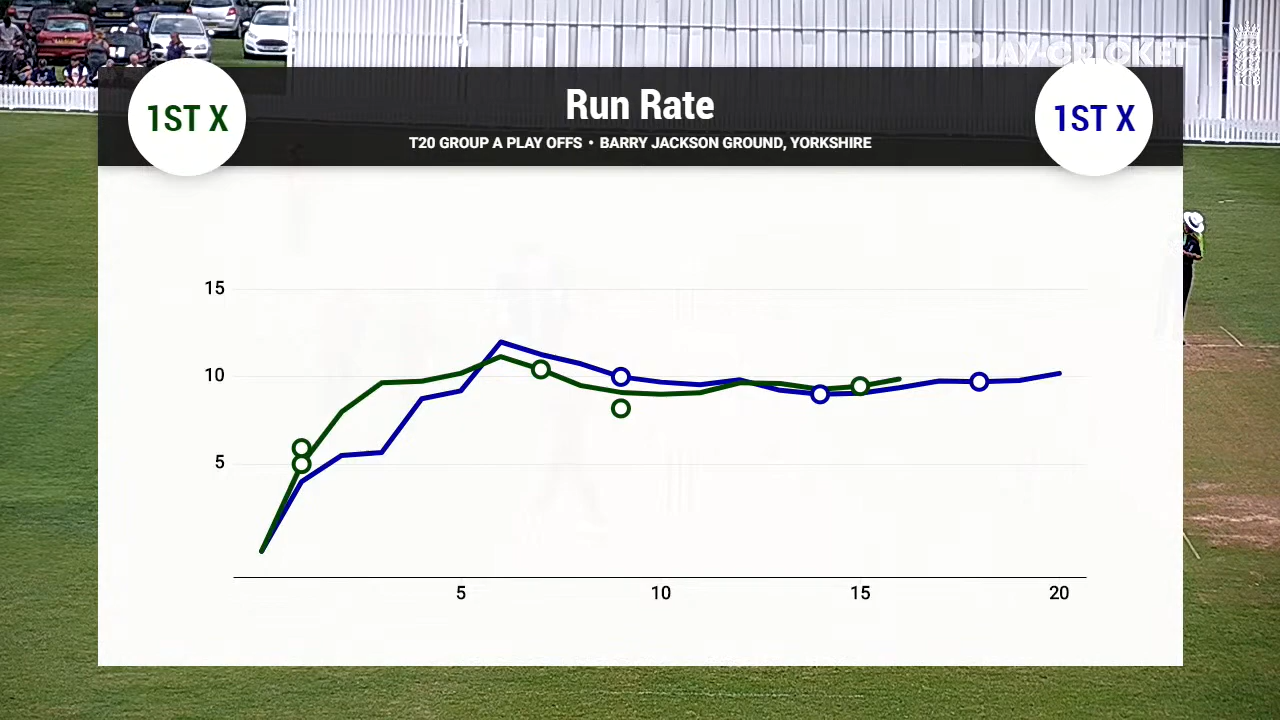 PLAY-CRICKET
1ST X
Run Rate
1ST X
T20 GROUP A PLAY OFFS • BARRY JACKSON GROUND, YORKSHIRE
15
10
5
5
10
15
20